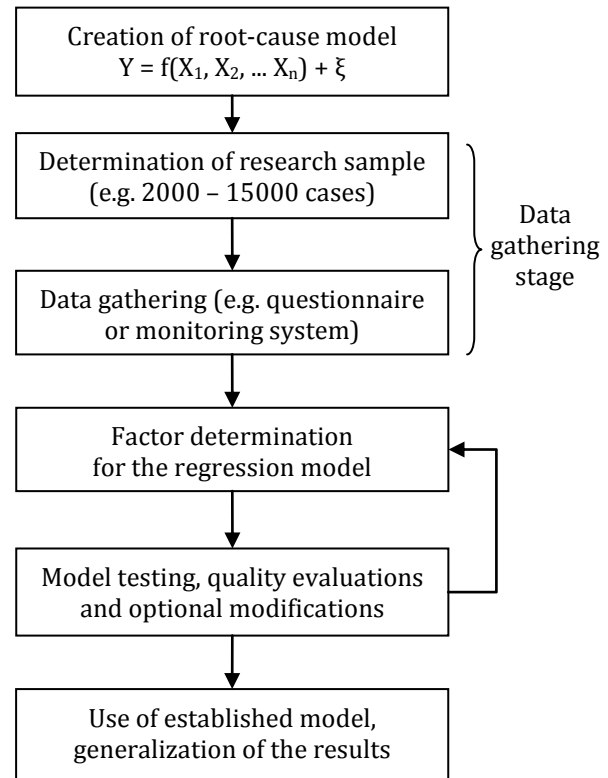 Creation of root-cause model
Y = f(X₁, X₂, ... Xₙ) + ξ
Determination of research sample
(e.g. 2000 – 15000 cases)
Data
gathering
stage
Data gathering (e.g. questionnaire
or monitoring system)
Factor determination
for the regression model
Model testing, quality evaluations
and optional modifications
Use of established model,
generalization of the results